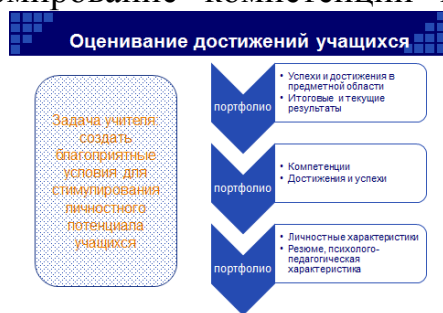 компетенции
Оценивание достижений учащихся
Задача учителя:
создать
благоприятные
условия для
стимулирования
личностного
потенциала
учащихся
портфолио
• Успехи и достижения в
предметной области
• Итоговые и текущие
результаты
портфолио
• Компетенции
• Достижения и успехи
портфолио
• Личностные характеристики
• Резюме, психолого-
педагогическая
характеристика